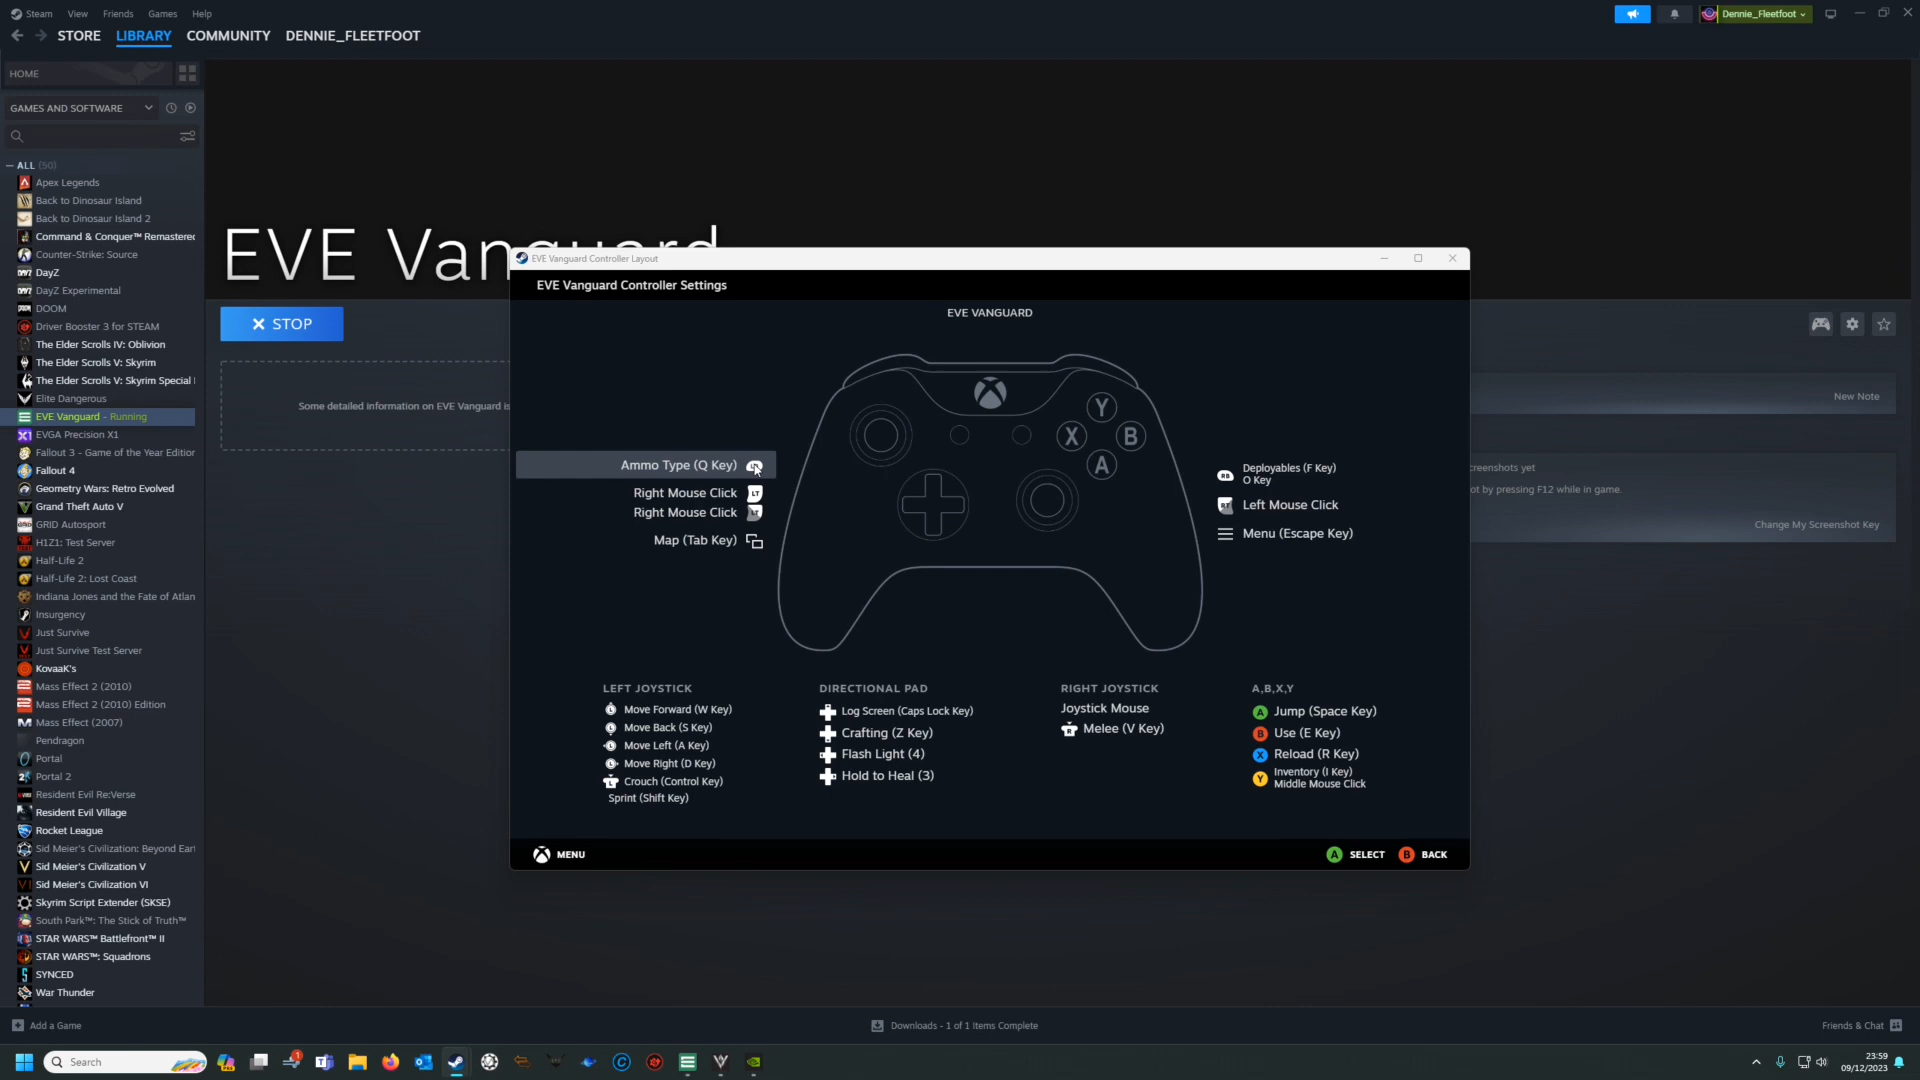 Steam View Friends Games Help
Dennie_Fleetfoot
STORE LIBRARY COMMUNITY DENNIE_FLEETFOOT
HOME
GAMES AND SOFTWARE
ALL (50)
Apex Legends
Back to Dinosaur Island
Back to Dinosaur Island 2
Command & Conquer™ Remastered
Counter-Strike: Source
DayZ
DayZ Experimental
DOOM
Driver Booster 3 for STEAM
The Elder Scrolls IV: Oblivion
The Elder Scrolls V: Skyrim
The Elder Scrolls V: Skyrim Special
Elite Dangerous
EVE Vanguard - Running
EVGA Precision X1
Fallout 3 - Game of the Year Edition
Fallout 4
Geometry Wars: Retro Evolved
Grand Theft Auto V
GRID Autosport
H1Z1: Test Server
Half-Life 2
Half-Life 2: Lost Coast
Indiana Jones and the Fate of Atlan
Insurgency
Just Survive
Just Survive Test Server
KovaaK's
Mass Effect 2 (2010)
Mass Effect 2 (2010) Edition
Mass Effect (2007)
Pendragon
Portal
Portal 2
Resident Evil Re:Verse
Resident Evil Village
Rocket League
Sid Meier's Civilization: Beyond Eart
Sid Meier's Civilization V
Sid Meier's Civilization VI
Skyrim Script Extender (SKSE)
South Park™: The Stick of Truth™
STAR WARS™ Battlefront™ II
STAR WARS™: Squadrons
SYNCED
War Thunder
Add a Game
EVE Vanguard
STOP
Some detailed information on EVE Vanguard is
EVE Vanguard Controller Layout
EVE Vanguard Controller Settings
EVE VANGUARD
Y
X B
A
Ammo Type (Q Key)
Right Mouse Click LT
Right Mouse Click LT
Map (Tab Key)
RB Deployables (F Key)
O Key
RT Left Mouse Click
Menu (Escape Key)
LEFT JOYSTICK
Move Forward (W Key)
Move Back (S Key)
Move Left (A Key)
Move Right (D Key)
Crouch (Control Key)
Sprint (Shift Key)
DIRECTIONAL PAD
Log Screen (Caps Lock Key)
Crafting (Z Key)
Flash Light (4)
Hold to Heal (3)
RIGHT JOYSTICK
Joystick Mouse
Melee (V Key)
A,B,X,Y
A Jump (Space Key)
B Use (E Key)
X Reload (R Key)
Y Inventory (I Key)
Middle Mouse Click
MENU
A SELECT B BACK
New Note
creenshots yet
ot by pressing F12 while in game.
Change My Screenshot Key
Downloads - 1 of 1 Items Complete
Friends & Chat
Search
1
23:59
09/12/2023